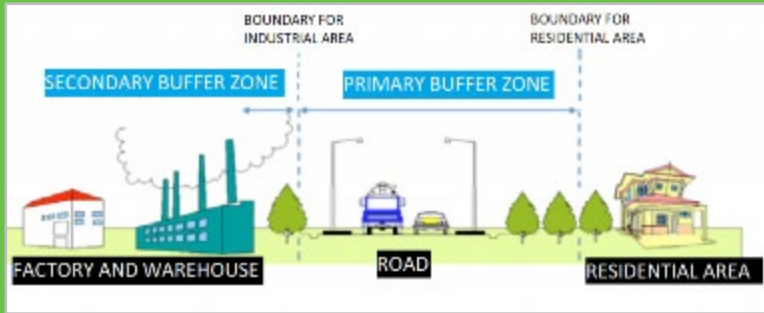 BOUNDARY FOR
INDUSTRIAL AREA
BOUNDARY FOR
RESIDENTIAL AREA
SECONDARY BUFFER ZONE
PRIMARY BUFFER ZONE
FACTORY AND WAREHOUSE
ROAD
RESIDENTIAL AREA